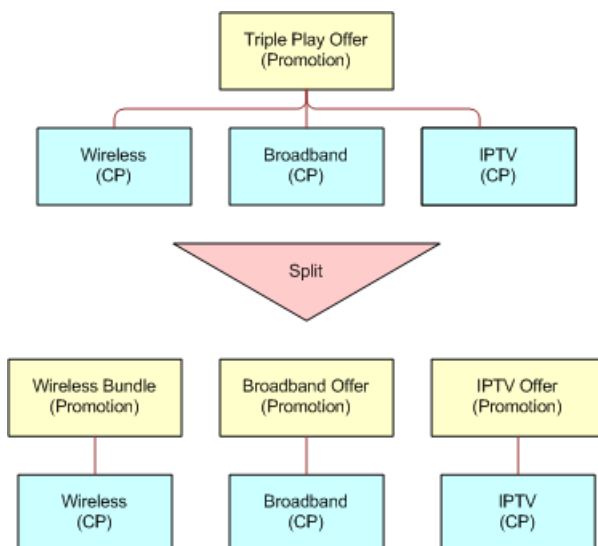 Triple Play Offer
(Promotion)
Wireless
(CP)
Broadband
(CP)
IPTV
(CP)
Split
Wireless Bundle
(Promotion)
Broadband Offer
(Promotion)
IPTV Offer
(Promotion)
Wireless
(CP)
Broadband
(CP)
IPTV
(CP)